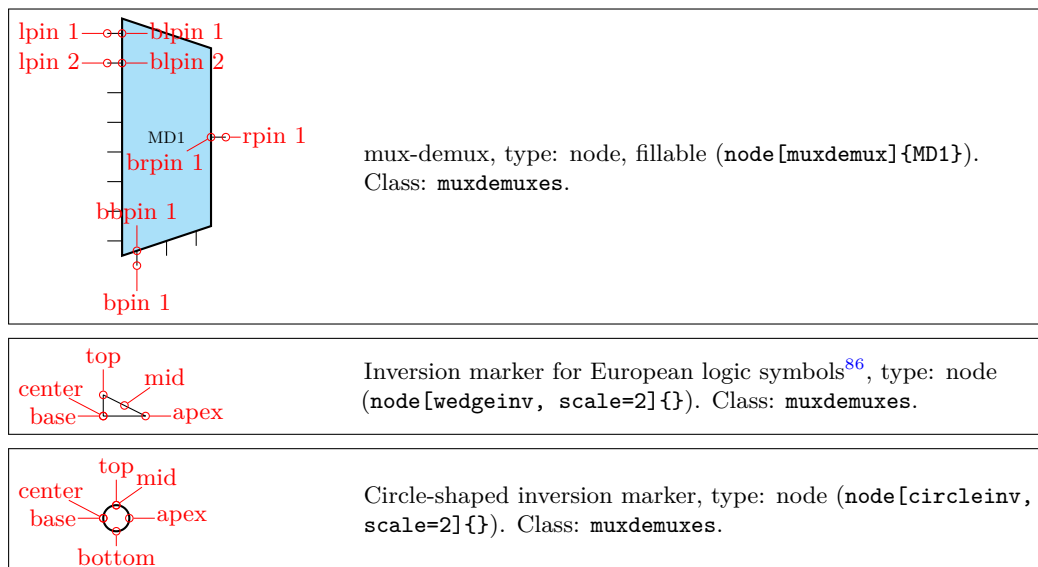 lpin 1 blpin 1
lpin 2 blpin 2
MD1 rpin 1
brpin 1
bbpin 1
bpin 1
mux-demux, type: node, fillable (node[muxdemux]{MD1}).
Class: muxdemuxes.
top
center mid
base apex
Inversion marker for European logic symbols86, type: node
(node[wedgeinv, scale=2]{}). Class: muxdemuxes.
top
mid
center
base apex
bottom
Circle-shaped inversion marker, type: node (node[circleinv,
scale=2]{}). Class: muxdemuxes.